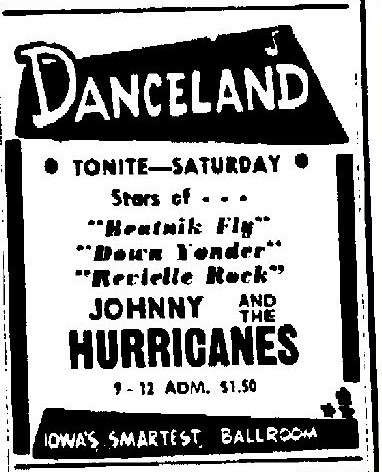 DANCELAND
TONITE—SATURDAY
Stars of - - -
"Beatnik Fly"
"Down Yonder"
"Revielle Rock"
JOHNNY AND THE
HURRICANES
9 - 12 ADM. $1.50
IOWA'S SMARTEST BALLROOM